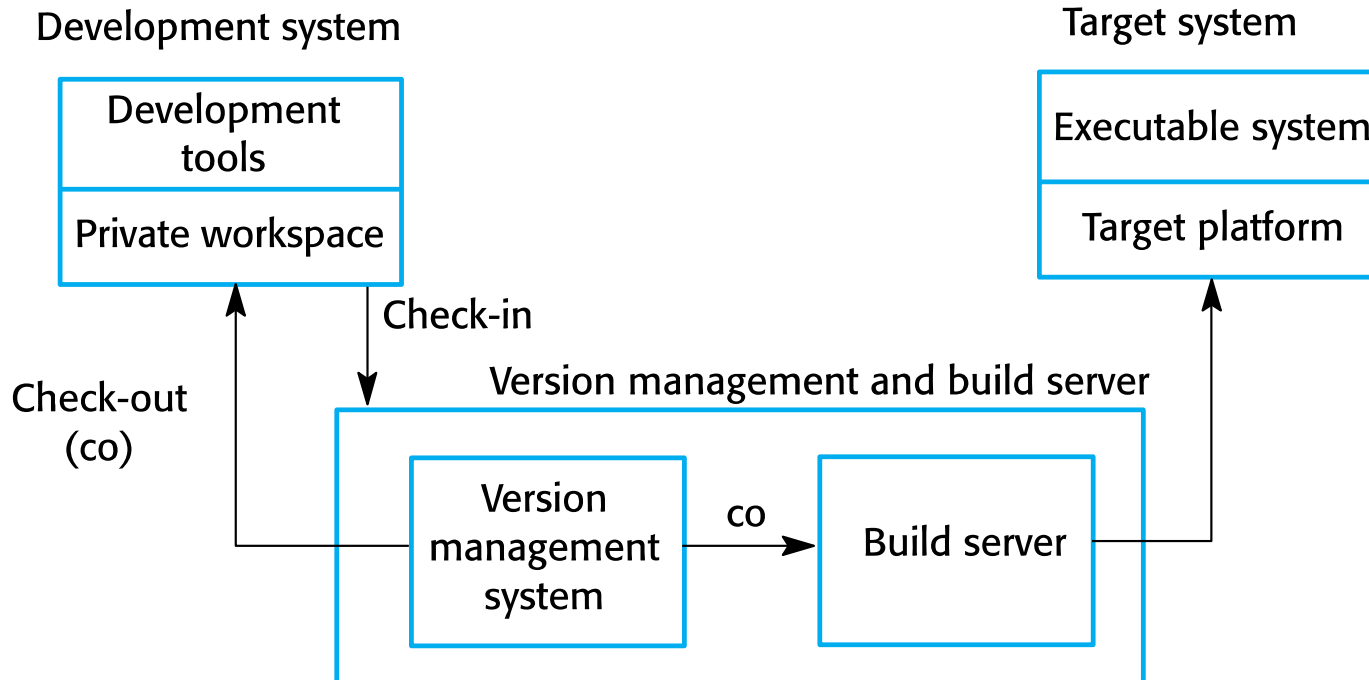 Development system
Target system
Development
tools
Executable system
Private workspace
Target platform
Check-in
Version management and build server
Check-out
(co)
Version
management
system
co
Build server